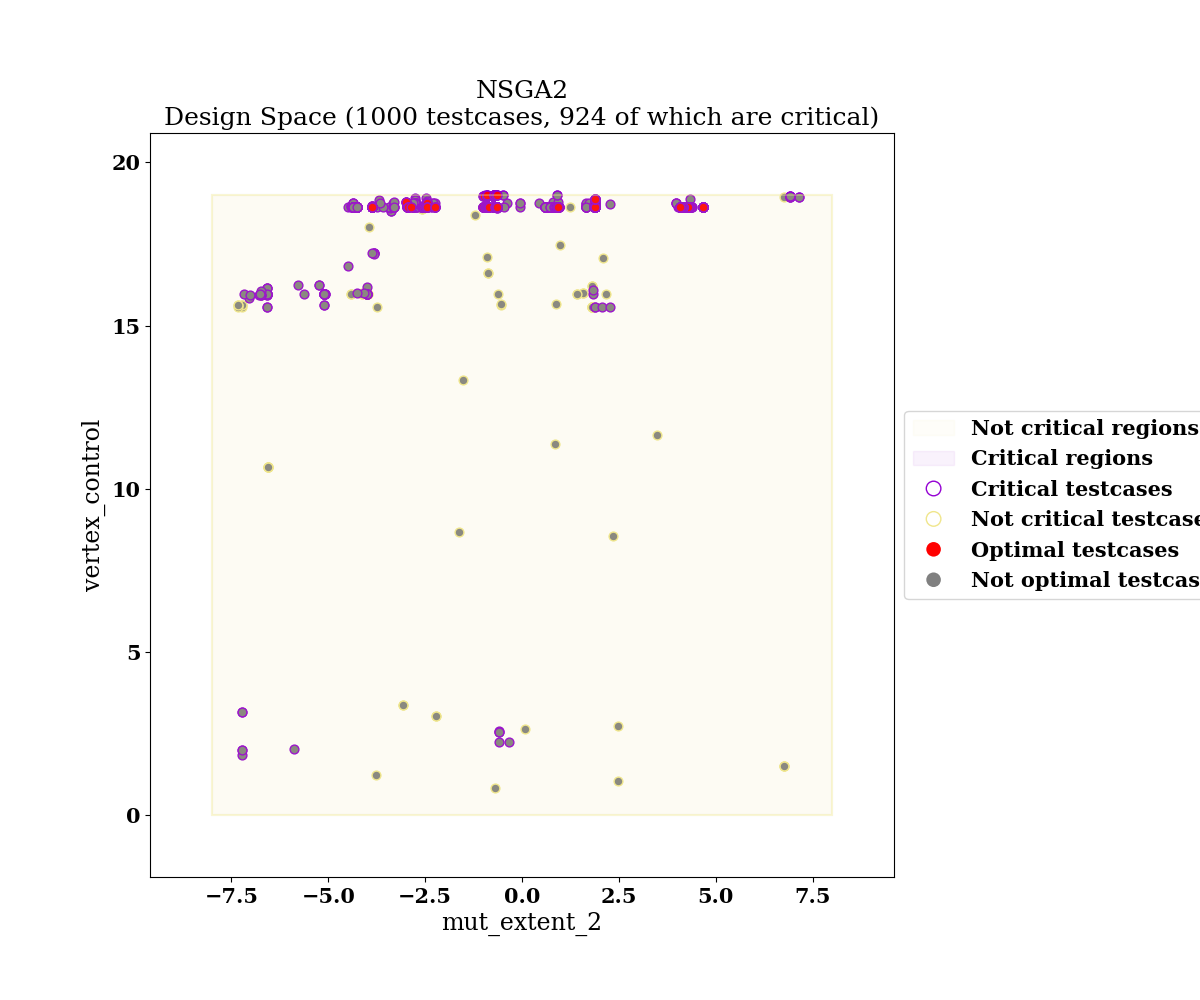 NSGA2
Design Space (1000 testcases, 924 of which are critical)
20
15
10
5
0
vertex_control
−7.5 −5.0 −2.5 0.0 2.5 5.0 7.5
mut_extent_2
Not critical regions
Critical regions
Critical testcases
Not critical testcase
Optimal testcases
Not optimal testcas